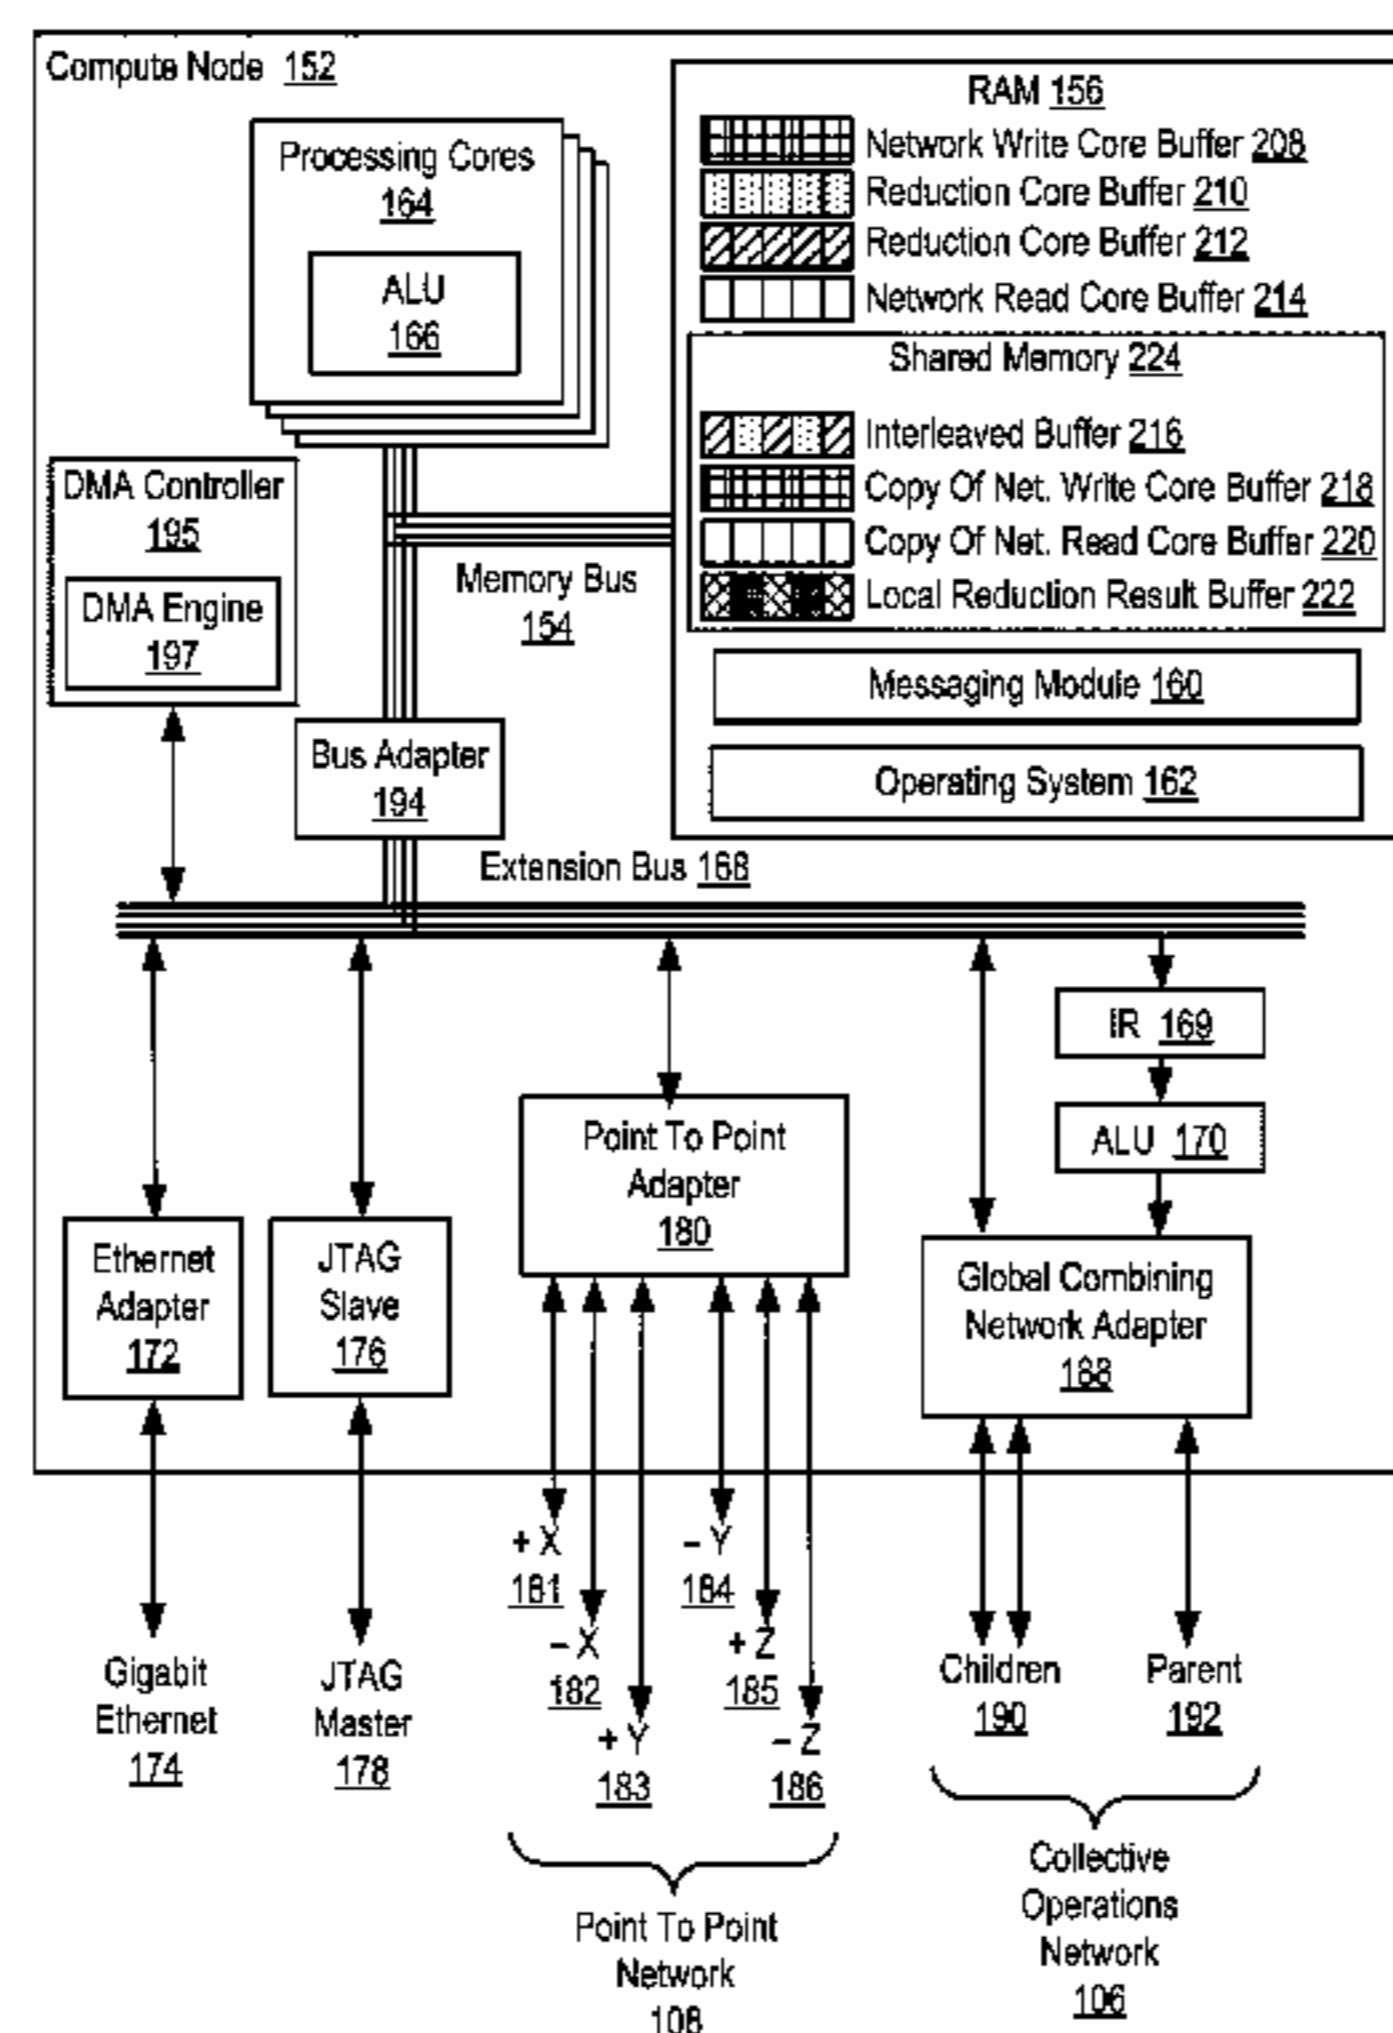 Compute Node 152
RAM 156
Processing Cores
164
ALU
166
Network Write Core Buffer 208
Reduction Core Buffer 210
Reduction Core Buffer 212
Network Read Core Buffer 214
Shared Memory 224
Interleaved Buffer 216
Copy Of Net. Write Core Buffer 218
Copy Of Net. Read Core Buffer 220
Local Reduction Result Buffer 222
Messaging Module 160
Operating System 162
DMA Controller
195
DMA Engine
197
Memory Bus
154
Bus Adapter
194
Extension Bus 168
IR 169
ALU 170
Point To Point
Adapter
180
Ethernet
Adapter
172
JTAG
Slave
176
Global Combining
Network Adapter
188
+ X
181
– X
182
+ Y
183
– Y
184
+ Z
185
– Z
186
Gigabit
Ethernet
174
JTAG
Master
178
Children
190
Parent
192
Point To Point
Network
108
Collective
Operations
Network
106